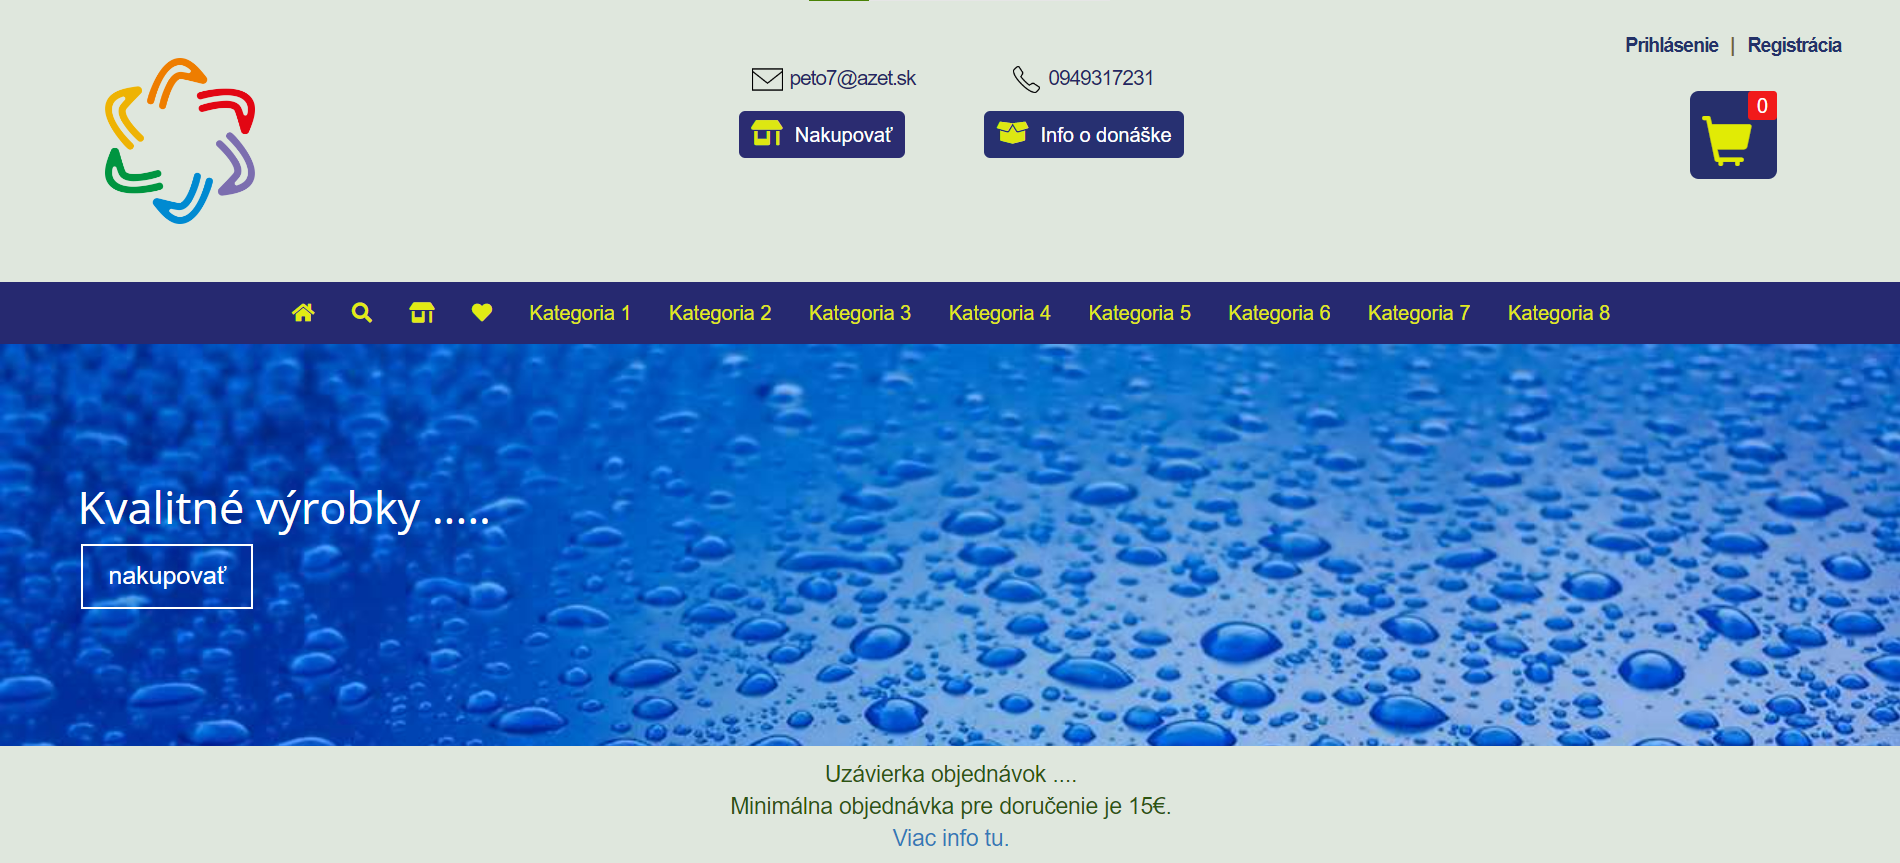 Prihlásenie | Registrácia
peto7@azet.sk
0949317231
Nakupovať
Info o donáške
0
Kategoria 1
Kategoria 2
Kategoria 3
Kategoria 4
Kategoria 5
Kategoria 6
Kategoria 7
Kategoria 8
Kvalitné výrobky .....
nakupovať
Uzávierka objednávok ....
Minimálna objednávka pre doručenie je 15€.
Viac info tu.